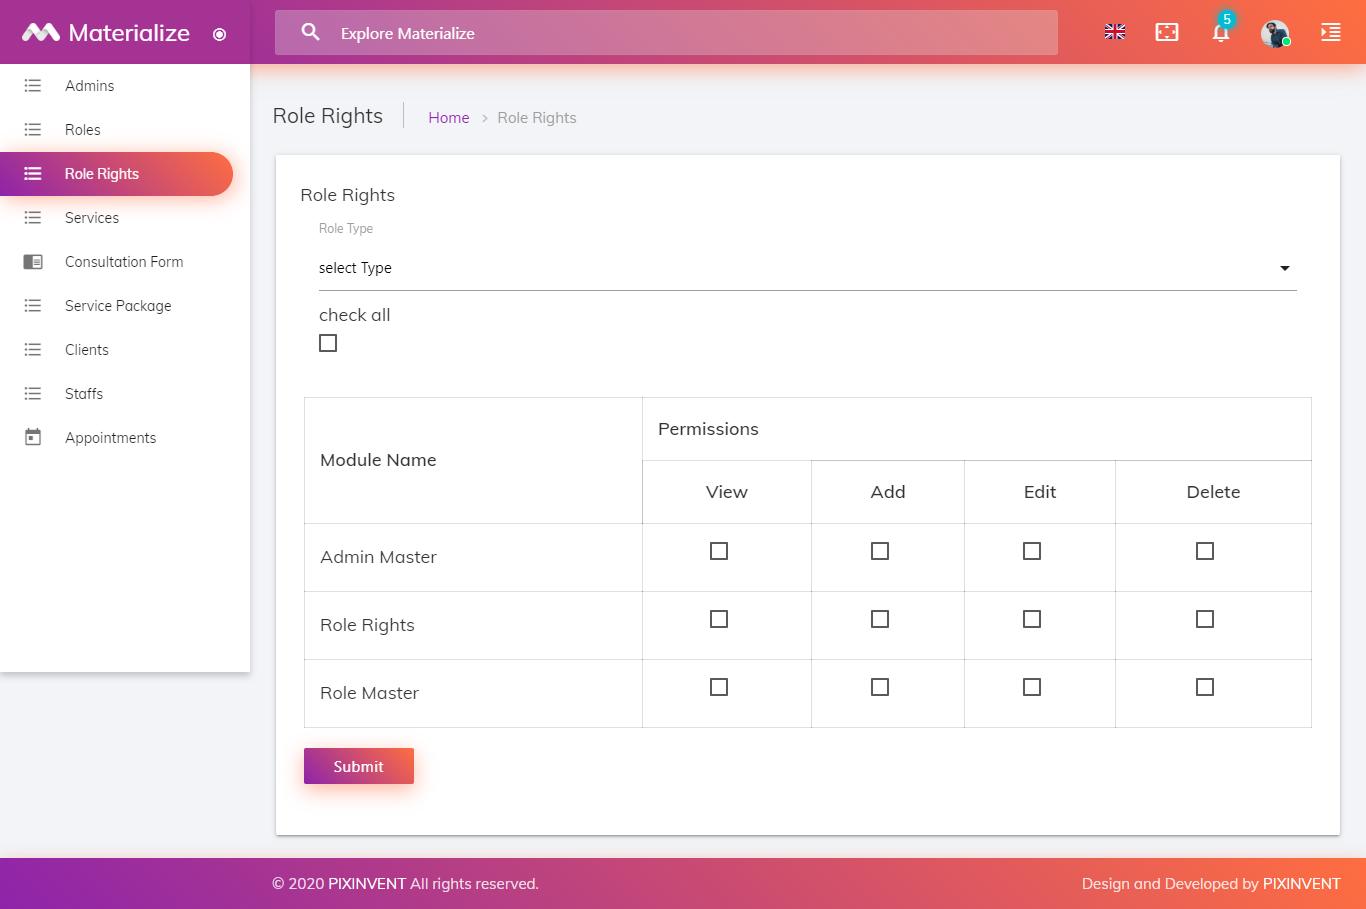 Materialize
Explore Materialize
5
Admins
Roles
Role Rights
Services
Consultation Form
Service Package
Clients
Staffs
Appointments
Role Rights
Home > Role Rights
Role Rights
Role Type
select Type
check all
Module Name
Permissions
View Add Edit Delete
Admin Master
Role Rights
Role Master
Submit
© 2020 PIXINVENT All rights reserved.
Design and Developed by PIXINVENT